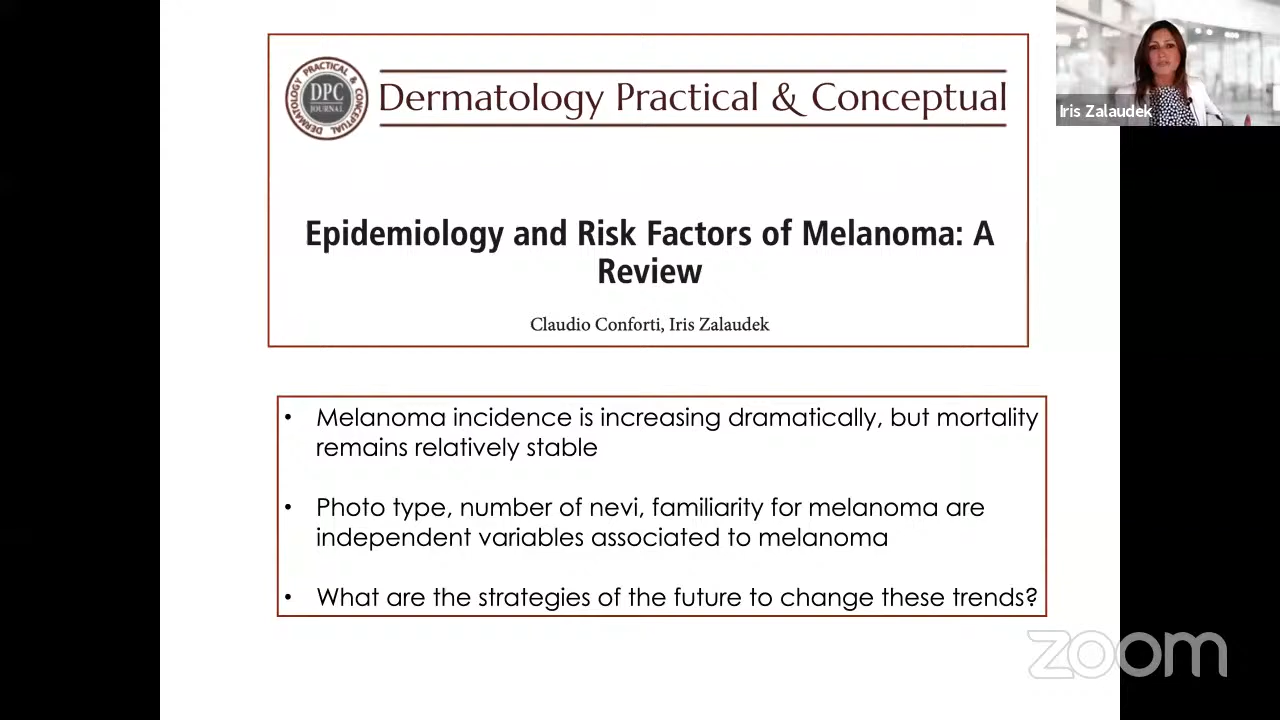 Iris Zalaudek
DERMATOLOGY PRACTICAL & CONCEPTUAL
DPC
JOURNAL
Dermatology Practical & Conceptual
Epidemiology and Risk Factors of Melanoma: A
Review
Claudio Conforti, Iris Zalaudek
• Melanoma incidence is increasing dramatically, but mortality
remains relatively stable
• Photo type, number of nevi, familiarity for melanoma are
independent variables associated to melanoma
• What are the strategies of the future to change these trends?
zoom